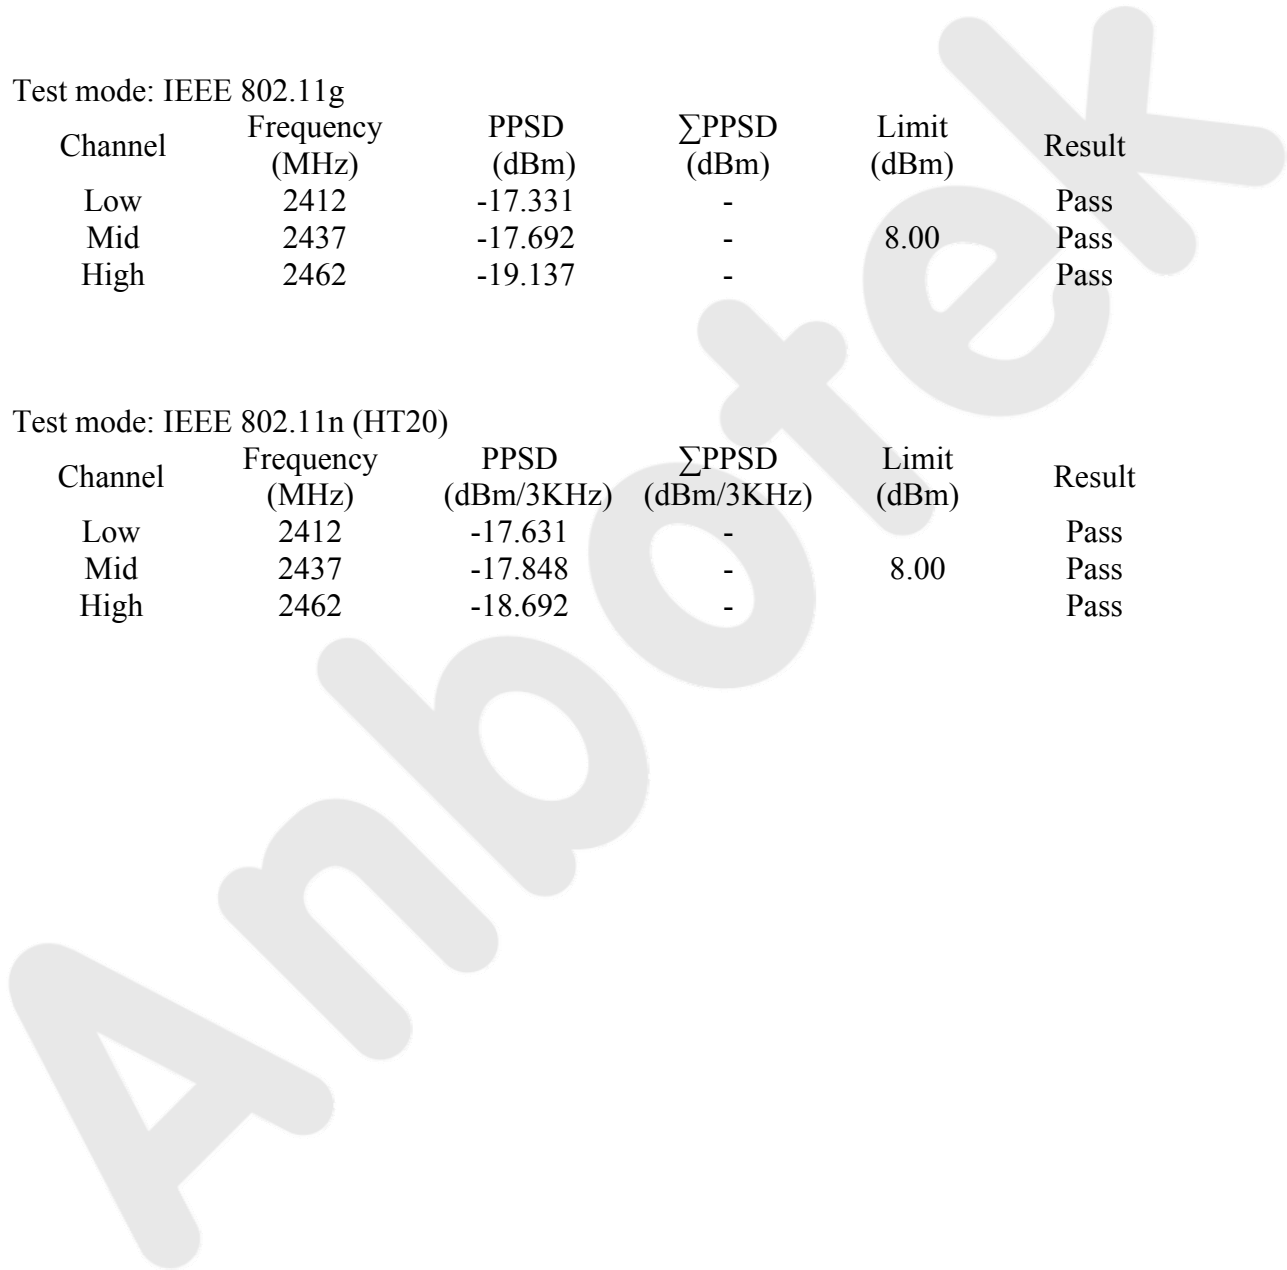 Test mode: IEEE 802.11g
Channel Frequency (MHz) PPSD (dBm) ∑PPSD (dBm) Limit (dBm) Result
Low 2412 -17.331 - Pass
Mid 2437 -17.692 - 8.00 Pass
High 2462 -19.137 - Pass
Test mode: IEEE 802.11n (HT20)
Channel Frequency (MHz) PPSD (dBm/3KHz) ∑PPSD (dBm/3KHz) Limit (dBm) Result
Low 2412 -17.631 - Pass
Mid 2437 -17.848 - 8.00 Pass
High 2462 -18.692 - Pass
Anbotek